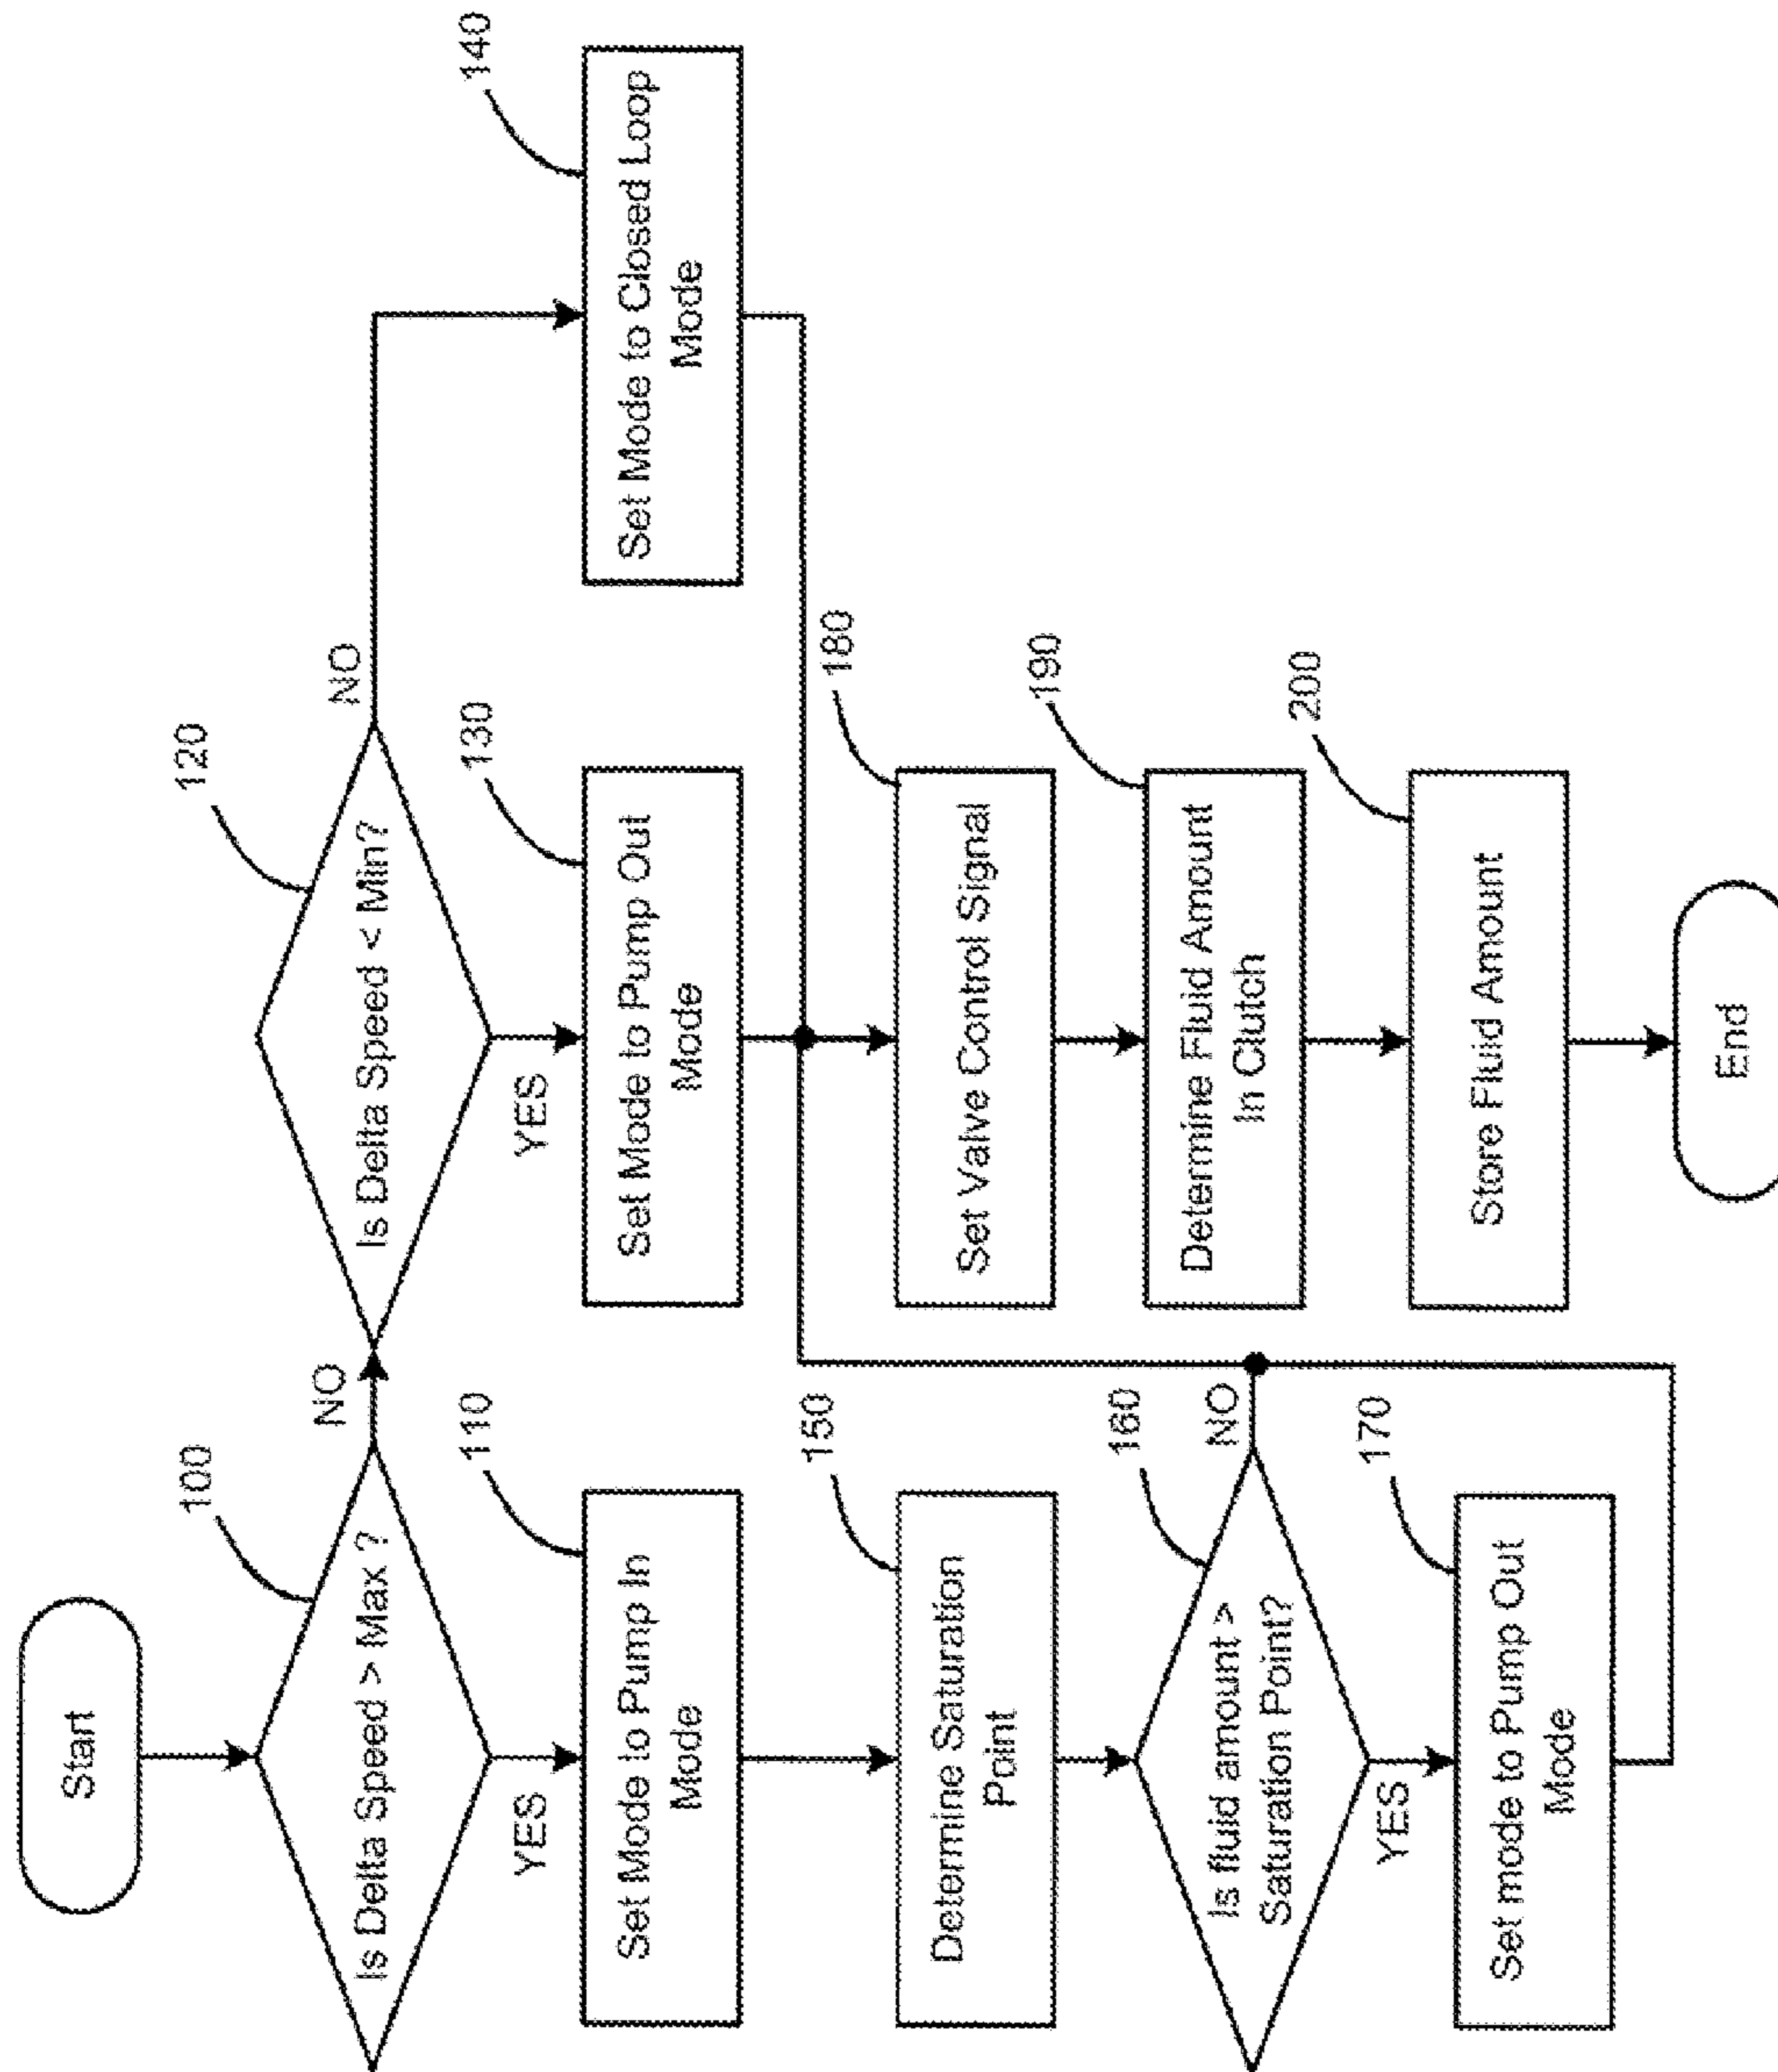 Start
100
Is Delta Speed > Max ?
NO
YES
120
Is Delta Speed < Min?
NO
YES
110
Set Mode to Pump In
Mode
130
Set Mode to Pump Out
Mode
140
Set Mode to Closed Loop
Mode
150
Determine Saturation
Point
160
Is fluid amount >
Saturation Point?
NO
YES
170
Set mode to Pump Out
Mode
180
Set Valve Control Signal
190
Determine Fluid Amount
In Clutch
200
Store Fluid Amount
End